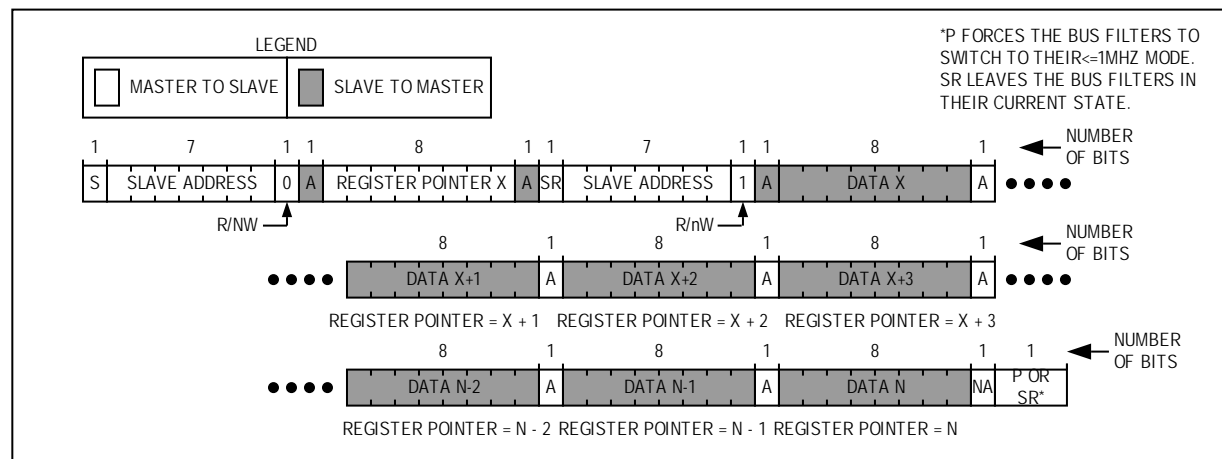 LEGEND
MASTER TO SLAVE
SLAVE TO MASTER
*P FORCES THE BUS FILTERS TO
SWITCH TO THEIR<=1MHZ MODE.
SR LEAVES THE BUS FILTERS IN
THEIR CURRENT STATE.
1 7 1 1 8 1 1 7 1 1 8 1
NUMBER
OF BITS
S SLAVE ADDRESS 0 A REGISTER POINTER X A SR SLAVE ADDRESS 1 A DATA X A
R/NW R/nW
8 1 8 1 8 1
NUMBER
OF BITS
DATA X+1 A DATA X+2 A DATA X+3 A
REGISTER POINTER = X + 1 REGISTER POINTER = X + 2 REGISTER POINTER = X + 3
8 1 8 1 8 1 1
NUMBER
OF BITS
DATA N-2 A DATA N-1 A DATA N NA P OR
SR*
REGISTER POINTER = N - 2 REGISTER POINTER = N - 1 REGISTER POINTER = N